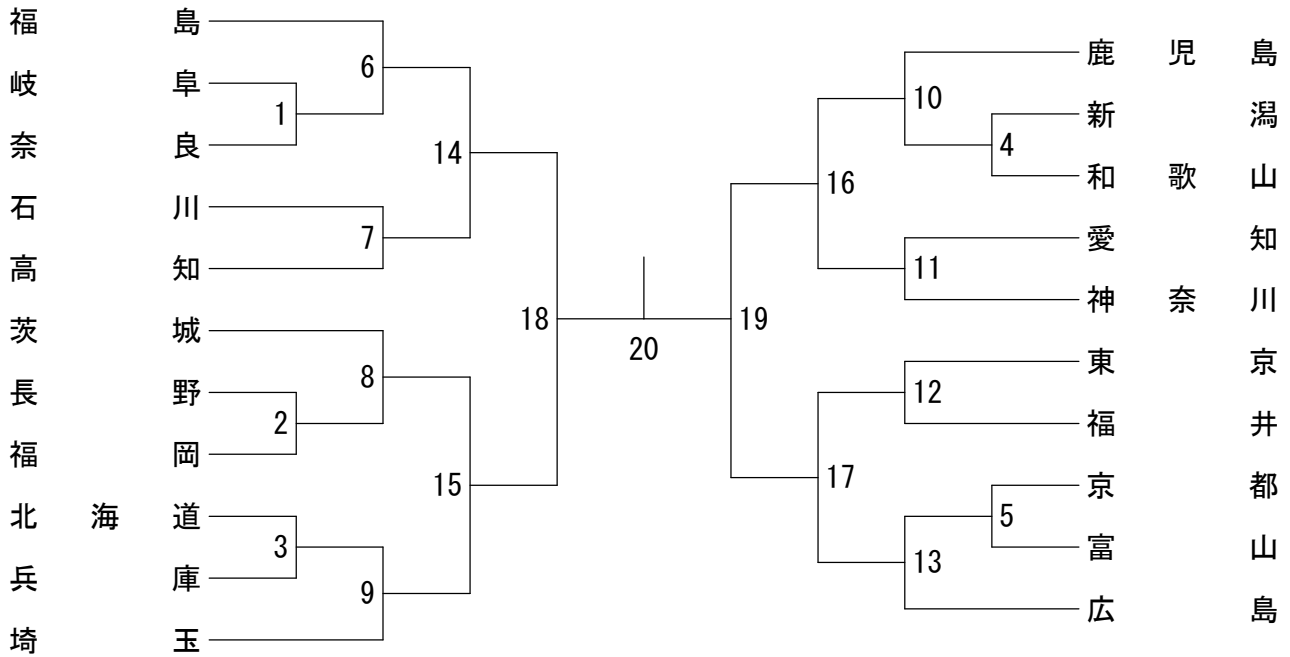 福島
岐阜
奈良
石川
高知
茨城
長野
福岡
北海道
兵庫
埼玉
1
2
3
6
7
8
9
14
15
18
20
19
16
17
10
11
12
13
4
5
鹿児島
新潟
和歌山
愛知
神奈川
東京
福井
京都
富山
広島